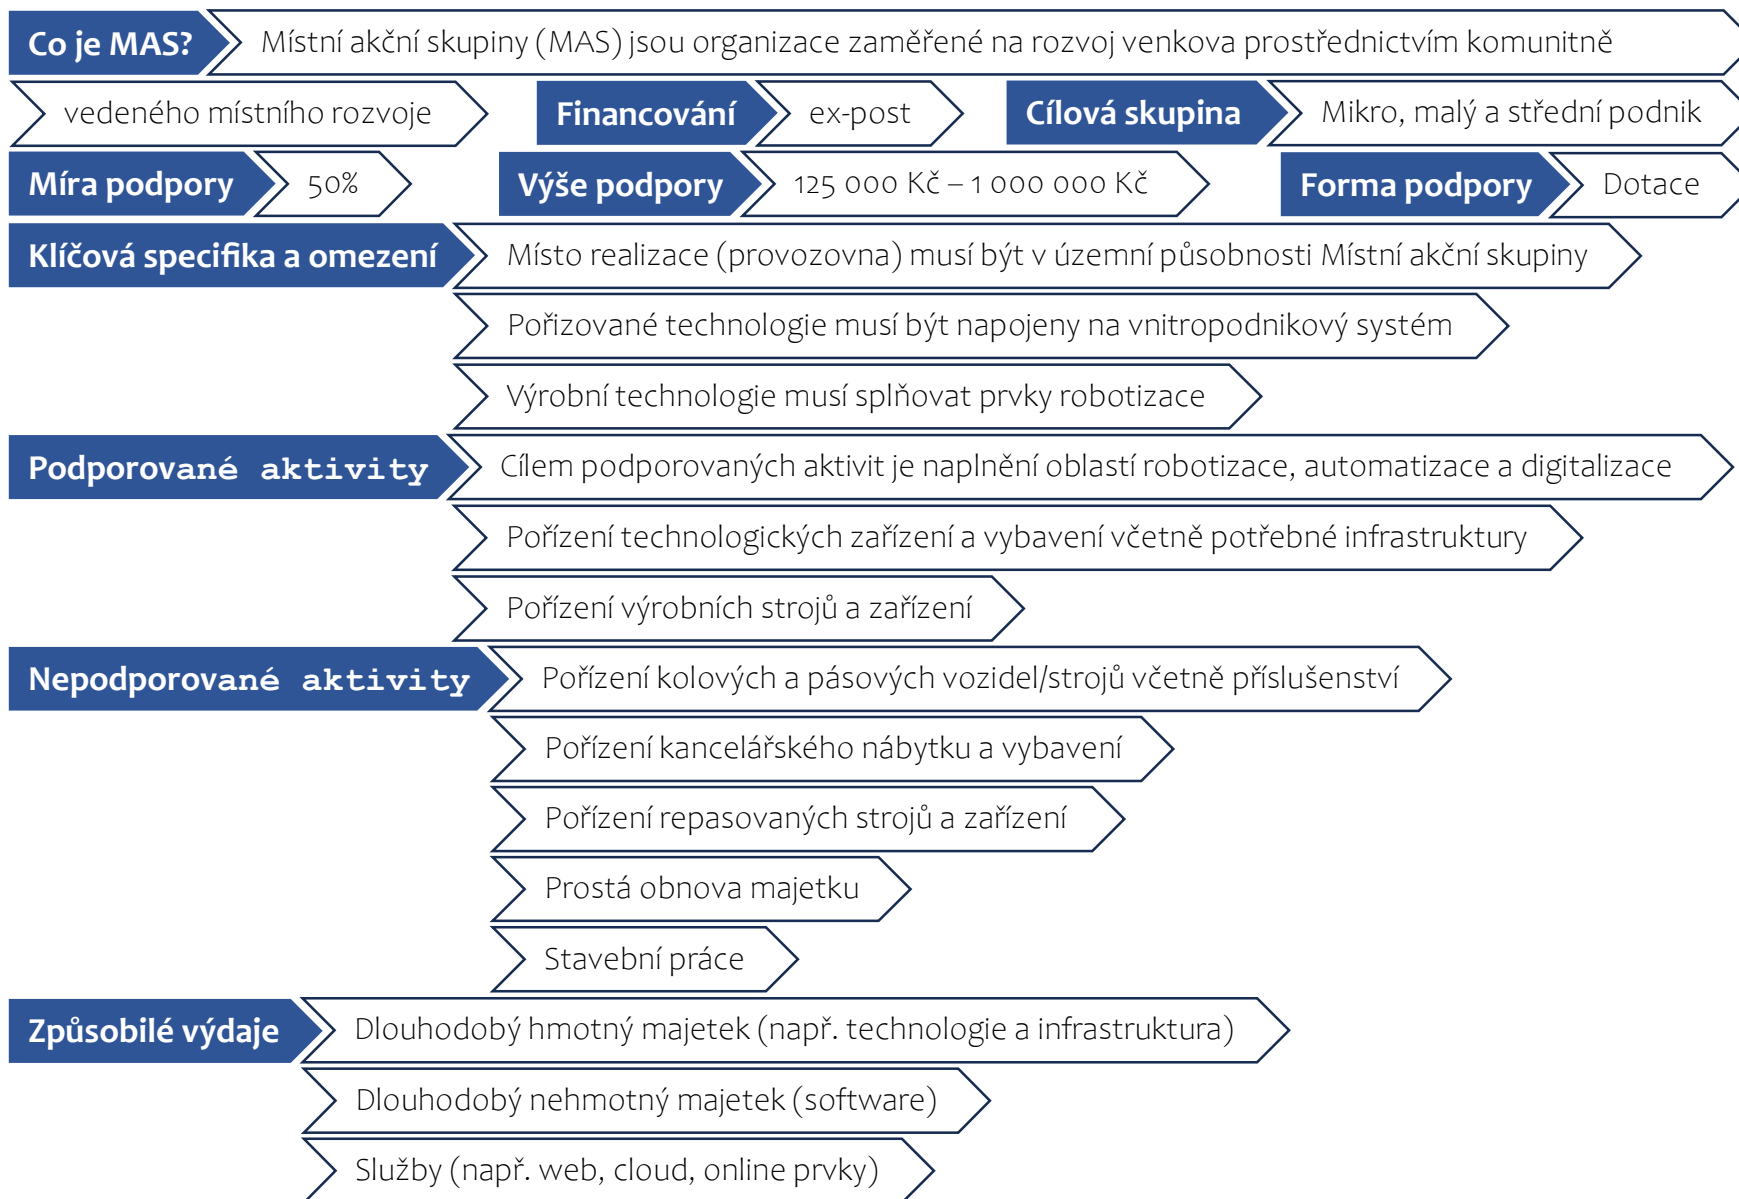 Co je MAS? Místní akční skupiny (MAS) jsou organizace zaměřené na rozvoj venkova prostřednictvím komunitně
vedeného místního rozvoje Financování ex-post Cílová skupina Mikro, malý a střední podnik
Míra podpory 50% Výše podpory 125 000 Kč – 1 000 000 Kč Forma podpory Dotace
Klíčová specifika a omezení Místo realizace (provozovna) musí být v územní působnosti Místní akční skupiny
Pořizované technologie musí být napojeny na vnitropodnikový systém
Výrobní technologie musí splňovat prvky robotizace
Podporované aktivity Cílem podporovaných aktivit je naplnění oblastí robotizace, automatizace a digitalizace
Pořízení technologických zařízení a vybavení včetně potřebné infrastruktury
Pořízení výrobních strojů a zařízení
Nepodporované aktivity Pořízení kolových a pásových vozidel/strojů včetně příslušenství
Pořízení kancelářského nábytku a vybavení
Pořízení repasovaných strojů a zařízení
Prostá obnova majetku
Stavební práce
Způsobilé výdaje Dlouhodobý hmotný majetek (např. technologie a infrastruktura)
Dlouhodobý nehmotný majetek (software)
Služby (např. web, cloud, online prvky)